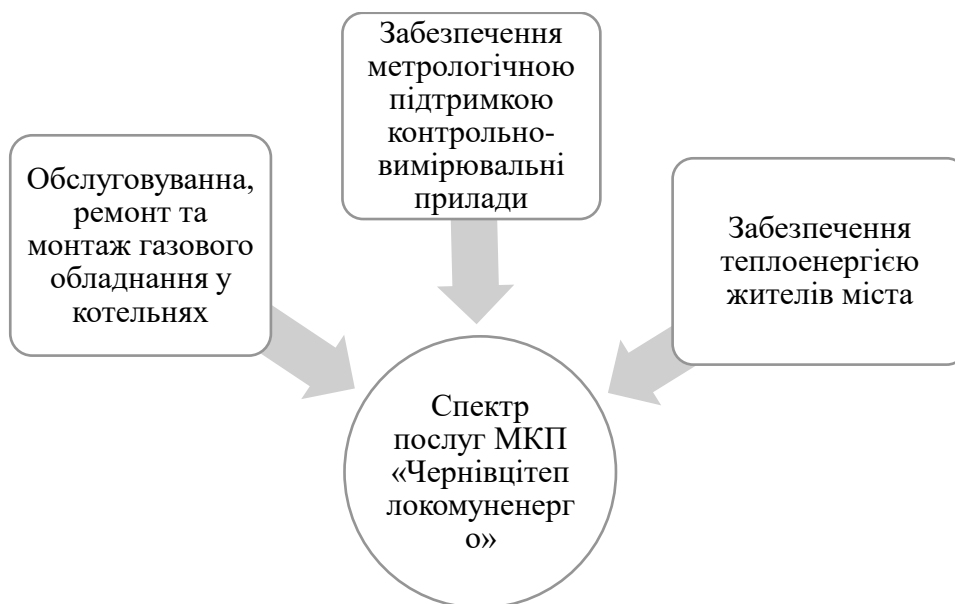 Обслуговуванна,
ремонт та
монтаж газового
обладнання у
котельнях
Забезпечення
метрологічною
підтримкою
контрольно-
вимірювальні
прилади
Забезпечення
теплоенергією
жителів міста
Спектр
послуг МКП
«Чернівцітеп
локомуненерг
о»